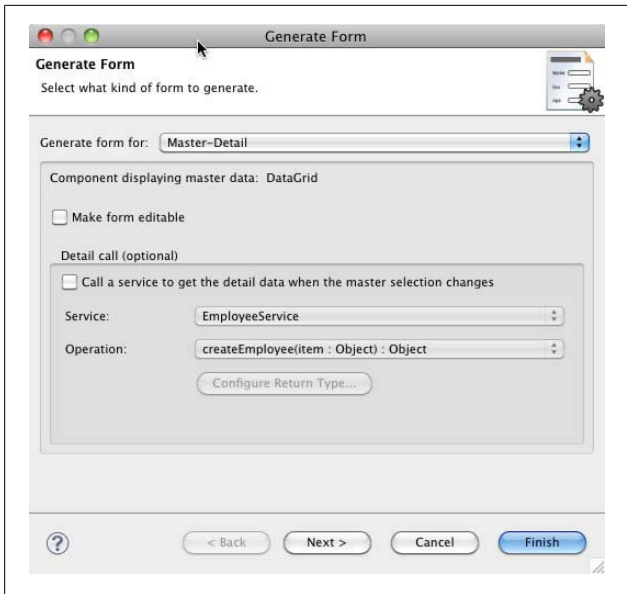 Generate Form
Generate Form
Select what kind of form to generate.
Name
Age
Generate form for: Master-Detail
Component displaying master data: DataGrid
Make form editable
Detail call (optional)
Call a service to get the detail data when the master selection changes
Service: EmployeeService
Operation: createEmployee(item : Object) : Object
Configure Return Type...
? < Back Next > Cancel Finish